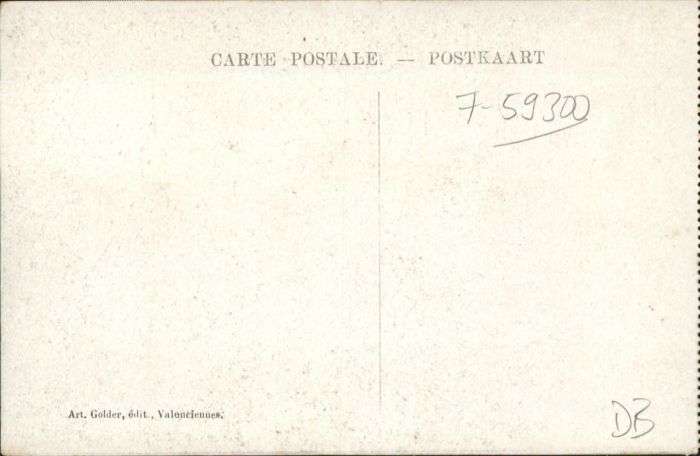 CARTE POSTALE. — POSTKAART
7-59300
Art. Golder, édit., Valenciennes.
DB